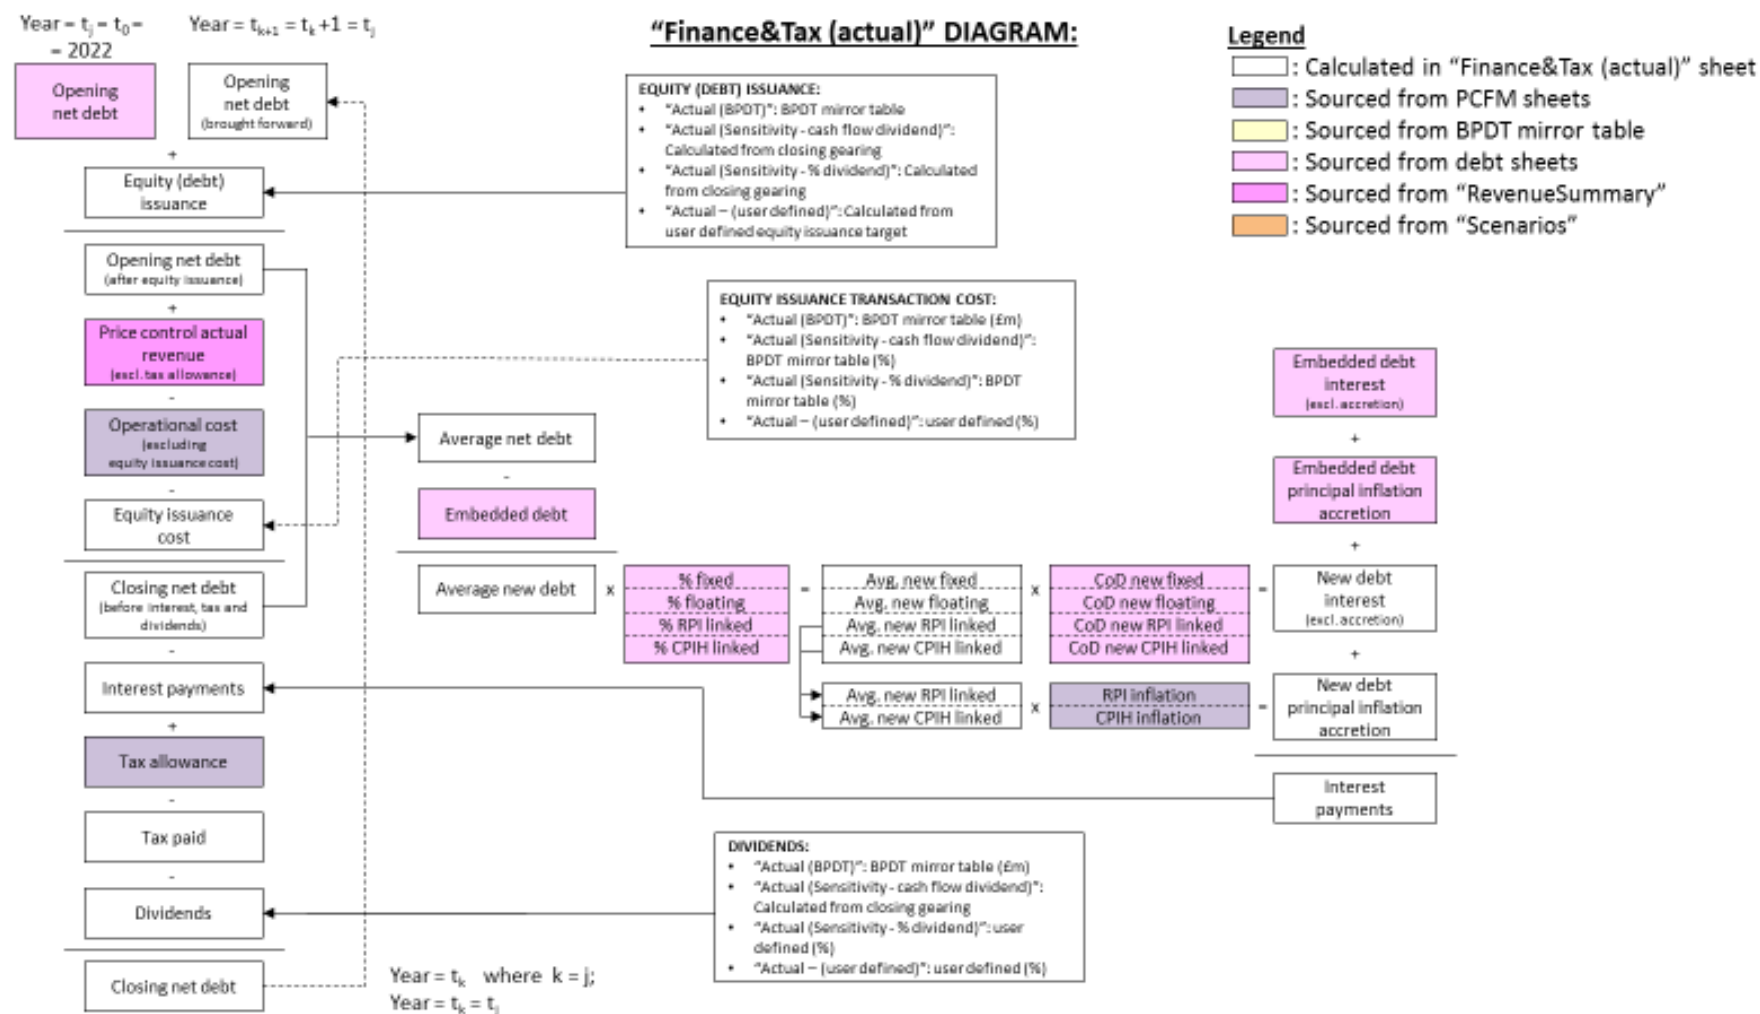 Year = tj = t0 =
= 2022
Year = tk+1 = tk +1 = tj
“Finance&Tax (actual)” DIAGRAM:
Legend
: Calculated in “Finance&Tax (actual)” sheet
: Sourced from PCFM sheets
: Sourced from BPDT mirror table
: Sourced from debt sheets
: Sourced from “RevenueSummary”
: Sourced from “Scenarios”
Opening
net debt
Opening
net debt
(brought forward)
+
Equity (debt)
issuance
EQUITY (DEBT) ISSUANCE:
• “Actual (BPDT)”: BPDT mirror table
• “Actual (Sensitivity - cash flow dividend)”:
Calculated from closing gearing
• “Actual (Sensitivity - % dividend)”: Calculated
from closing gearing
• “Actual – (user defined)”: Calculated from
user defined equity issuance target
Opening net debt
(after equity issuance)
+
Price control actual
revenue
(excl. tax allowance)
-
Operational cost
(excluding
equity issuance cost)
-
Equity issuance
cost
EQUITY ISSUANCE TRANSACTION COST:
• “Actual (BPDT)”: BPDT mirror table (£m)
• “Actual (Sensitivity - cash flow dividend)”:
BPDT mirror table (%)
• “Actual (Sensitivity - % dividend)”: BPDT
mirror table (%)
• “Actual – (user defined)”: user defined (%)
Closing net debt
(before interest, tax and
dividends)
-
Interest payments
+
Tax allowance
-
Tax paid
-
Dividends
Closing net debt
Average net debt
-
Embedded debt
Average new debt
x
% fixed
% floating
% RPI linked
% CPIH linked
=
Avg. new fixed
Avg. new floating
Avg. new RPI linked
Avg. new CPIH linked
x
CoD new fixed
CoD new floating
CoD new RPI linked
CoD new CPIH linked
=
Avg. new RPI linked
Avg. new CPIH linked
x
RPI inflation
CPIH inflation
=
Embedded debt
interest
(excl. accretion)
+
Embedded debt
principal inflation
accretion
+
New debt
interest
(excl. accretion)
+
New debt
principal inflation
accretion
Interest
payments
DIVIDENDS:
• “Actual (BPDT)”: BPDT mirror table (£m)
• “Actual (Sensitivity - cash flow dividend)”:
Calculated from closing gearing
• “Actual (Sensitivity - % dividend)”: user
defined (%)
• “Actual – (user defined)”: user defined (%)
Year = tk where k = j;
Year = tk = tj